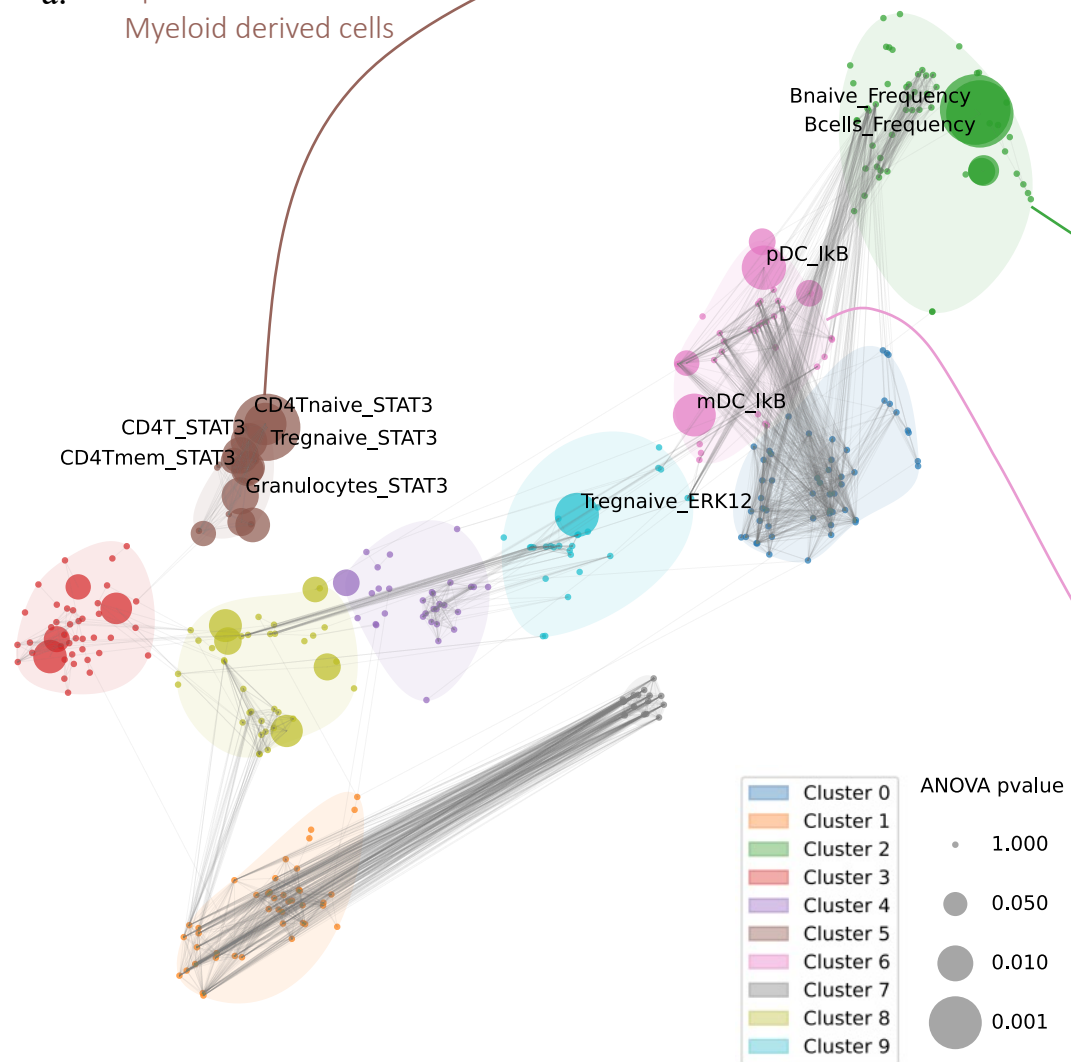 a.
Myeloid derived cells
Bnaive_Frequency
Bcells_Frequency
pDC_IkB
mDC_IkB
CD4Tnaive_STAT3
CD4T_STAT3
Tregnaive_STAT3
CD4Tmem_STAT3
Granulocytes_STAT3
Tregnaive_ERK12
Cluster 0
Cluster 1
Cluster 2
Cluster 3
Cluster 4
Cluster 5
Cluster 6
Cluster 7
Cluster 8
Cluster 9
ANOVA pvalue
1.000
0.050
0.010
0.001